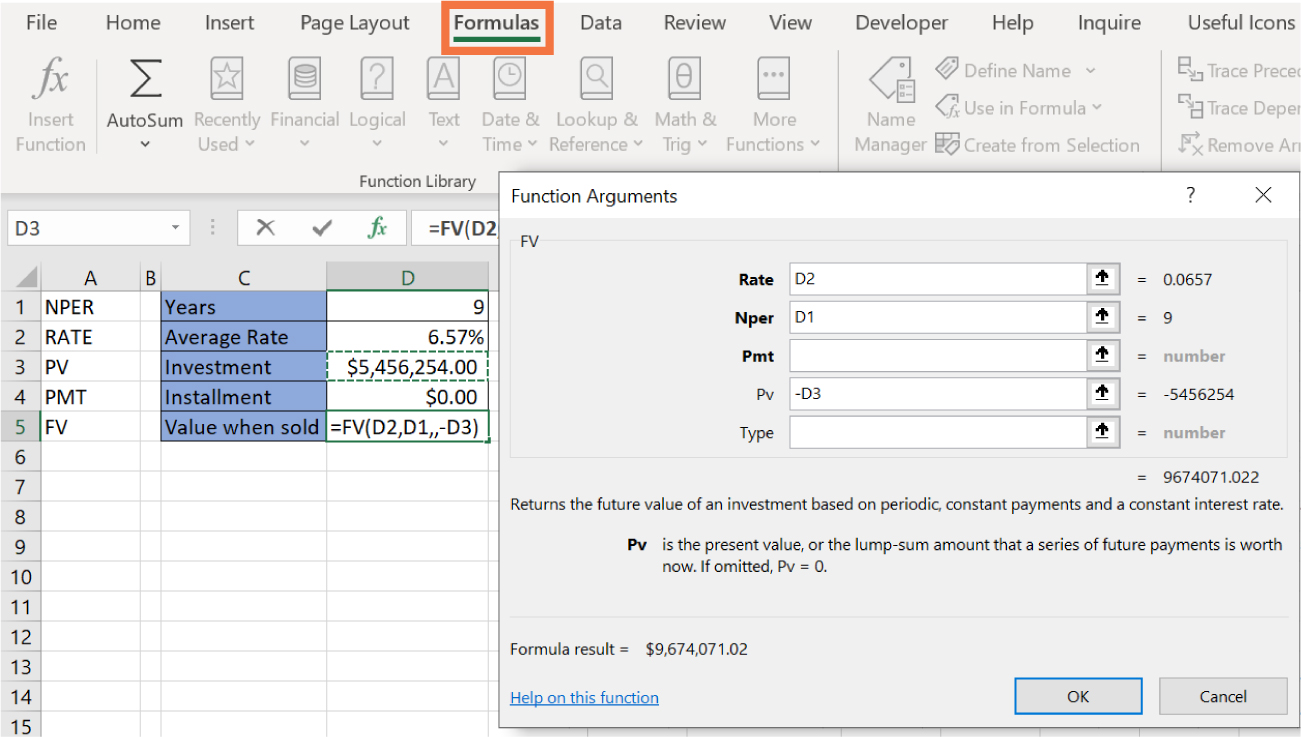 File Home Insert Page Layout Formulas Data Review View Developer Help Inquire Useful Icons
fx Σ ? A θ Define Name Trace Prece
Insert AutoSum Recently Financial Logical Text Date & Lookup & Math & More Name Use in Formula Trace Deper
Function Used Time Reference Trig Functions Manager Create from Selection Remove Ar
Function Library
Function Arguments ?
D3 fx =FV(D2
FV
A B C D
Rate D2 = 0.0657
1 NPER Years 9
Nper D1 = 9
2 RATE Average Rate 6.57%
Pmt = number
3 PV Investment $5,456,254.00
Pv -D3 = -5456254
4 PMT Installment $0.00
5 FV Value when sold =FV(D2,D1,,-D3)
Type = number
6
= 9674071.022
7
Returns the future value of an investment based on periodic, constant payments and a constant interest rate.
8
9
Pv is the present value, or the lump-sum amount that a series of future payments is worth
now. If omitted, Pv = 0.
10
11
12
Formula result = $9,674,071.02
13
14
Help on this function OK Cancel
15